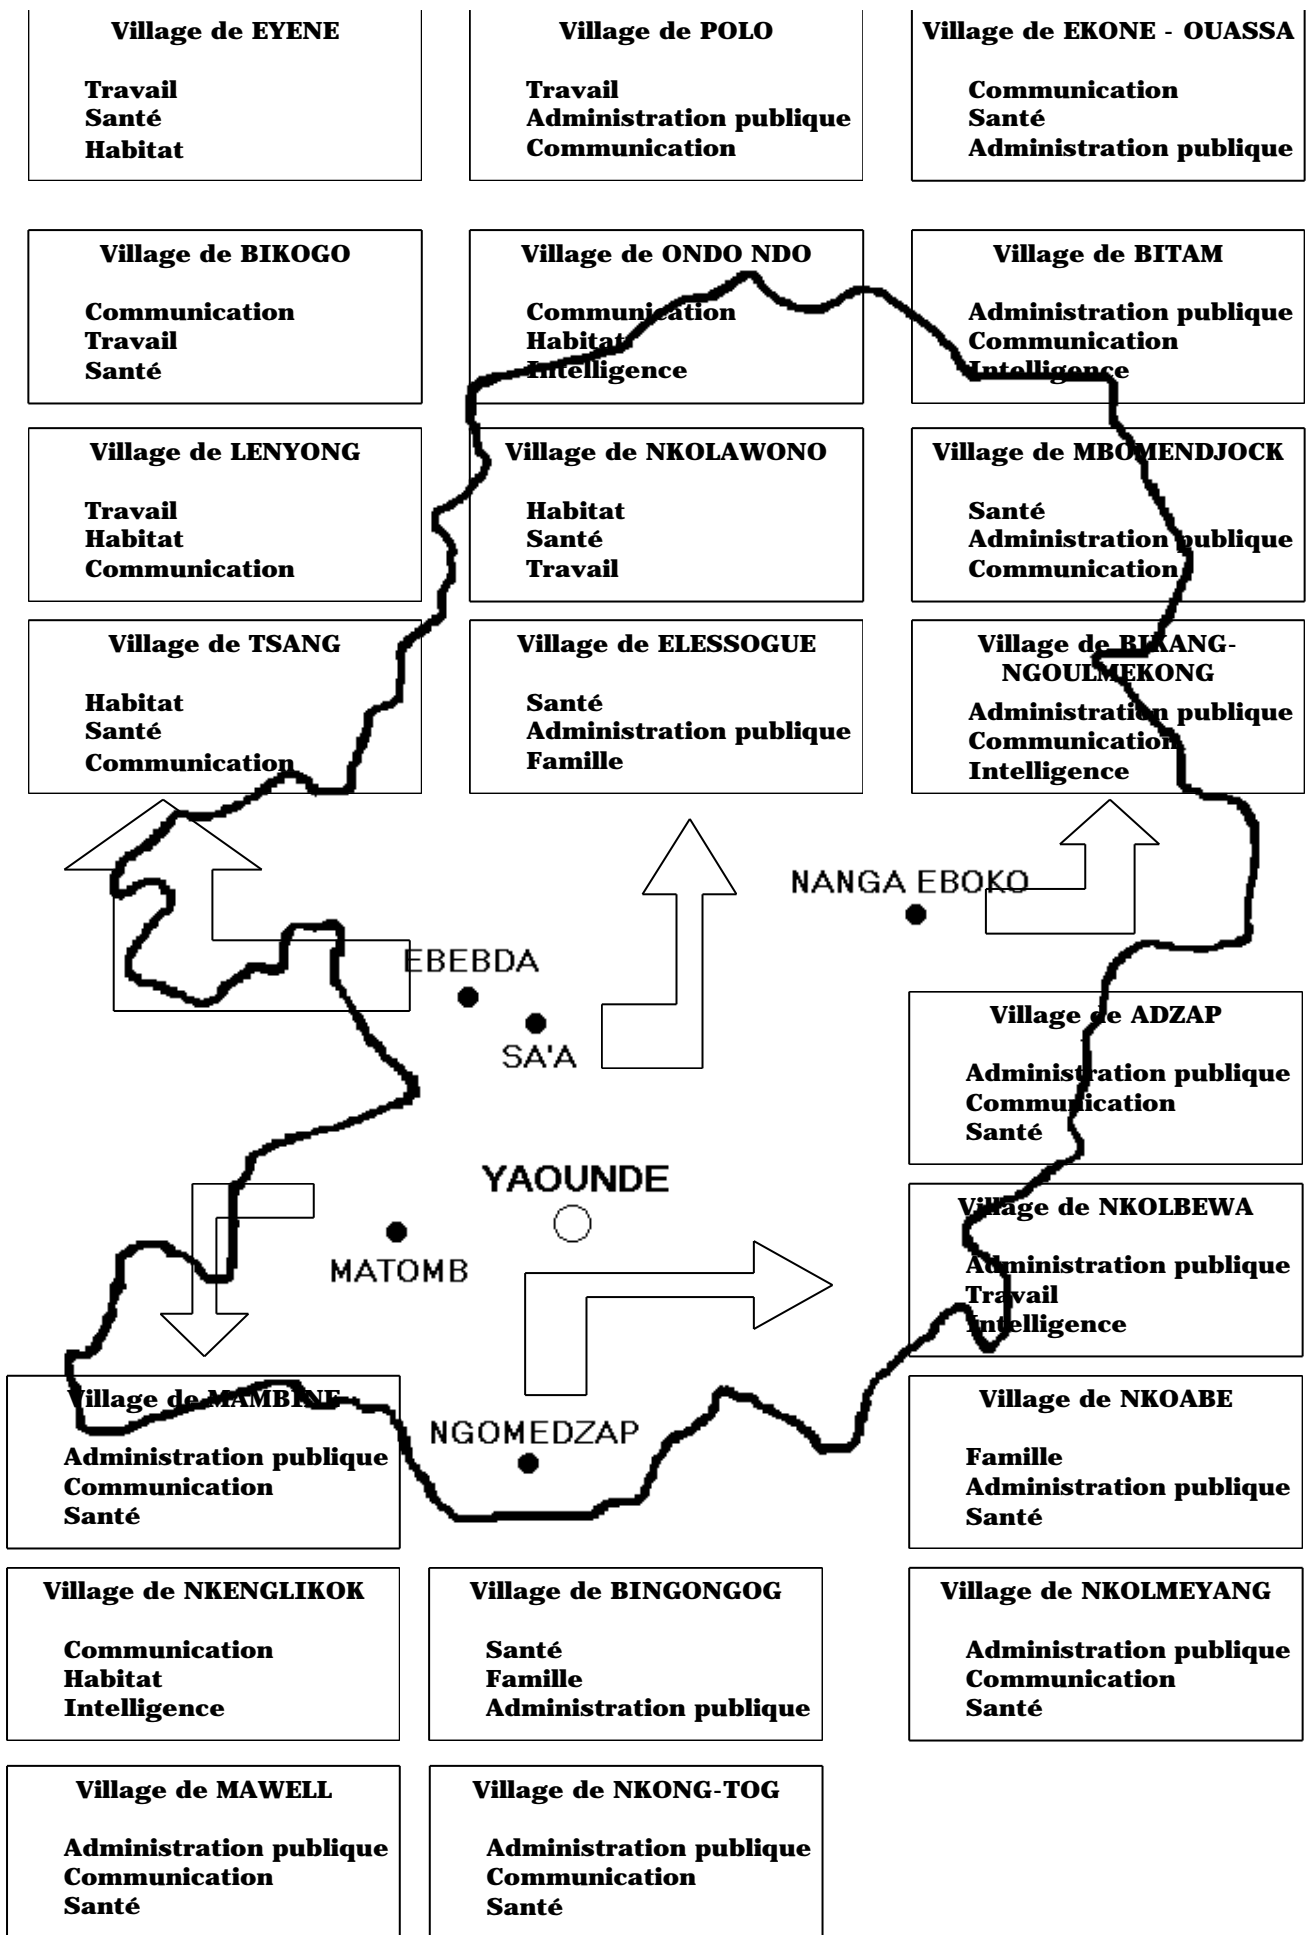 Village de EYENE
Travail
Santé
Habitat
Village de POLO
Travail
Administration publique
Communication
Village de EKONE - OUASSA
Communication
Santé
Administration publique
Village de BIKOGO
Communication
Travail
Santé
Village de ONDO NDO
Communication
Habitat
Intelligence
Village de BITAM
Administration publique
Communication
Intelligence
Village de LENYONG
Travail
Habitat
Communication
Village de NKOLAWONO
Habitat
Santé
Travail
Village de MBOMENDJOCK
Santé
Administration publique
Communication
Village de TSANG
Habitat
Santé
Communication
Village de ELESSOGUE
Santé
Administration publique
Famille
Village de BIKANG-
NGOULMEKONG
Administration publique
Communication
Intelligence
NANGA EBOKO
EBEBDA
SA'A
Village de ADZAP
Administration publique
Communication
Santé
YAOUNDE
MATOMB
Village de NKOLBEWA
Administration publique
Travail
Intelligence
Village de MAMBINE
Administration publique
Communication
Santé
NGOMEDZAP
Village de NKOABE
Famille
Administration publique
Santé
Village de NKENGLIKOK
Communication
Habitat
Intelligence
Village de BINGONGOG
Santé
Famille
Administration publique
Village de NKOLMEYANG
Administration publique
Communication
Santé
Village de MAWELL
Administration publique
Communication
Santé
Village de NKONG-TOG
Administration publique
Communication
Santé